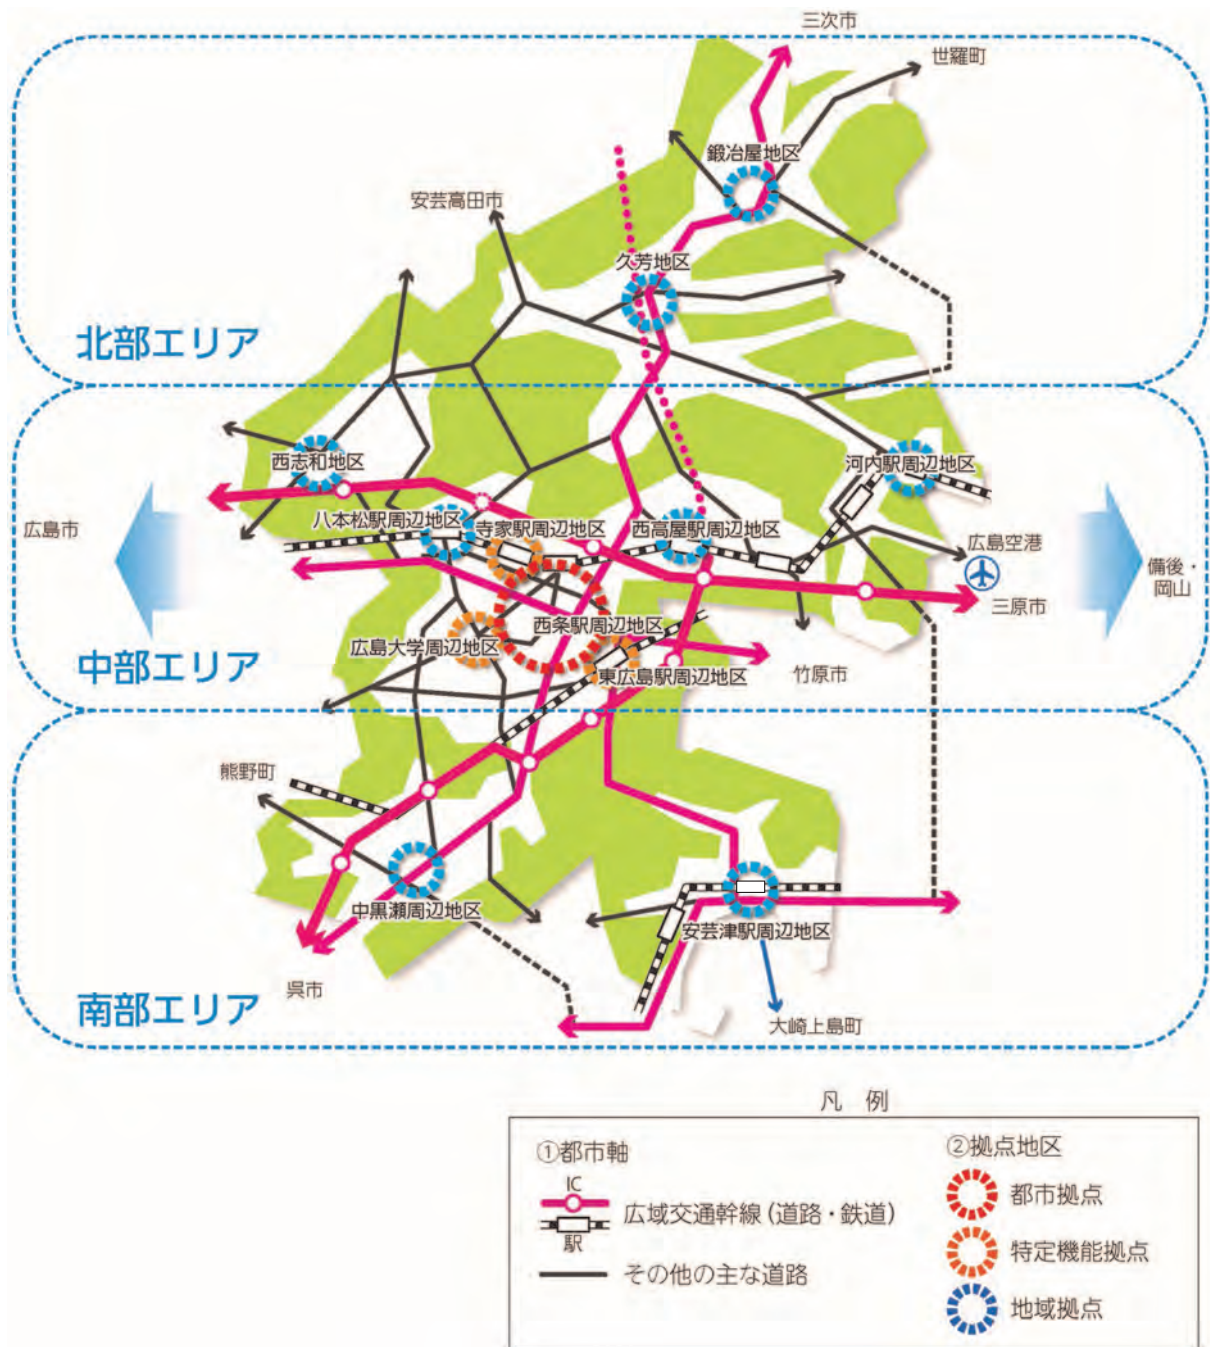 三次市
世羅町
鍛冶屋地区
安芸高田市
久芳地区
北部エリア
西志和地区
河内駅周辺地区
八本松駅周辺地区
寺家駅周辺地区
西高屋駅周辺地区
広島市
広島空港
備後・
岡山
三原市
西条駅周辺地区
広島大学周辺地区
中部エリア
東広島駅周辺地区
竹原市
熊野町
中黒瀬周辺地区
安芸津駅周辺地区
呉市
南部エリア
大崎上島町
凡 例
①都市軸
IC
広域交通幹線(道路・鉄道)
駅
その他の主な道路
②拠点地区
都市拠点
特定機能拠点
地域拠点